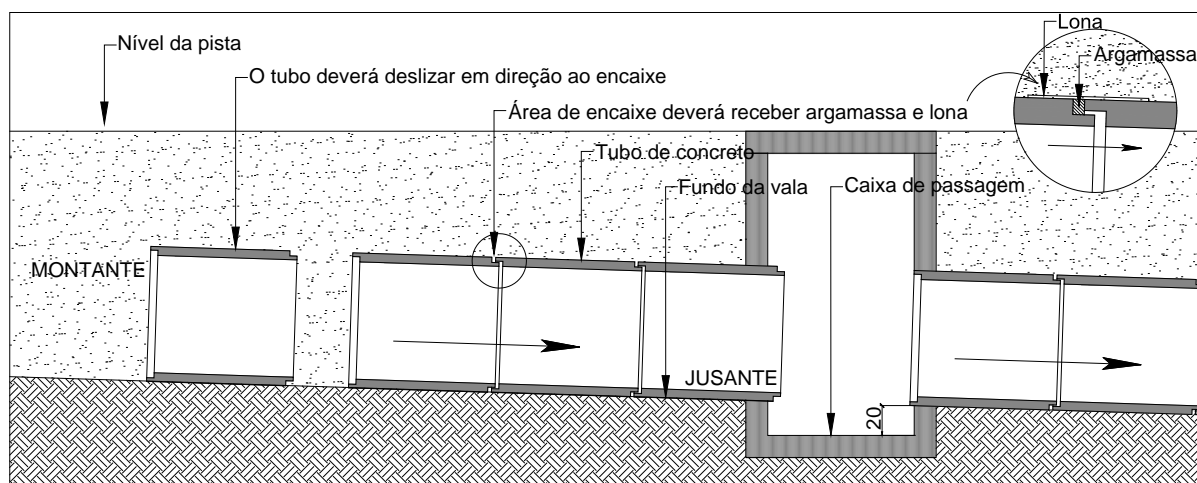 Lona
Nível da pista
Argamassa
O tubo deverá deslizar em direção ao encaixe
Área de encaixe deverá receber argamassa e lona
Tubo de concreto
Fundo da vala
Caixa de passagem
MONTANTE
JUSANTE
20